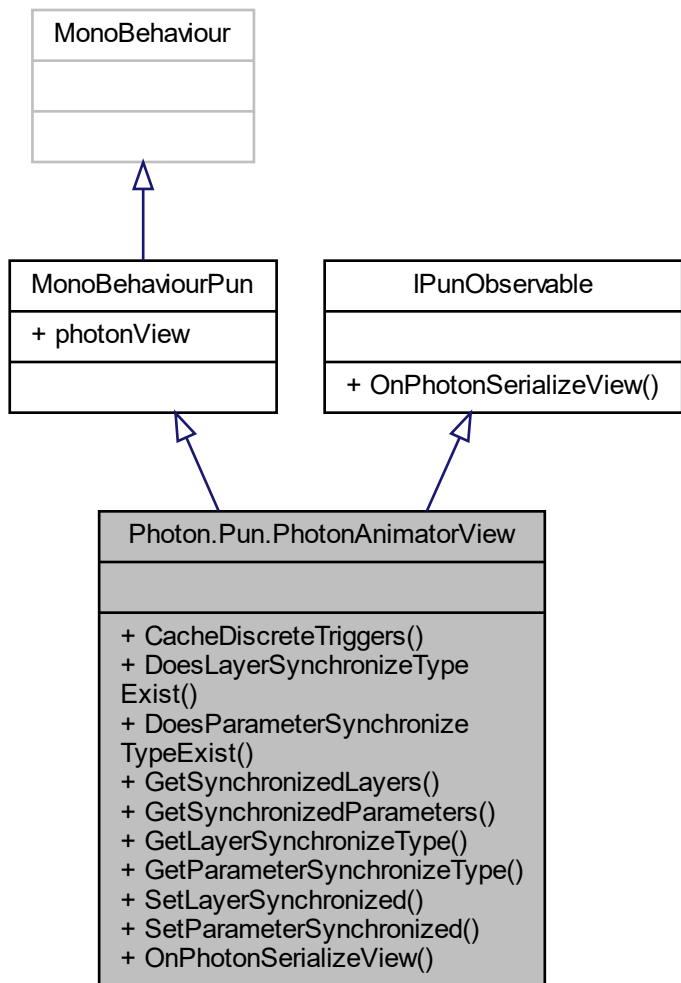 MonoBehaviour
MonoBehaviourPun
+ photonView
IPunObservable
+ OnPhotonSerializeView()
Photon.Pun.PhotonAnimatorView
+ CacheDiscreteTriggers()
+ DoesLayerSynchronizeType
Exist()
+ DoesParameterSynchronize
TypeExist()
+ GetSynchronizedLayers()
+ GetSynchronizedParameters()
+ GetLayerSynchronizeType()
+ GetParameterSynchronizeType()
+ SetLayerSynchronized()
+ SetParameterSynchronized()
+ OnPhotonSerializeView()